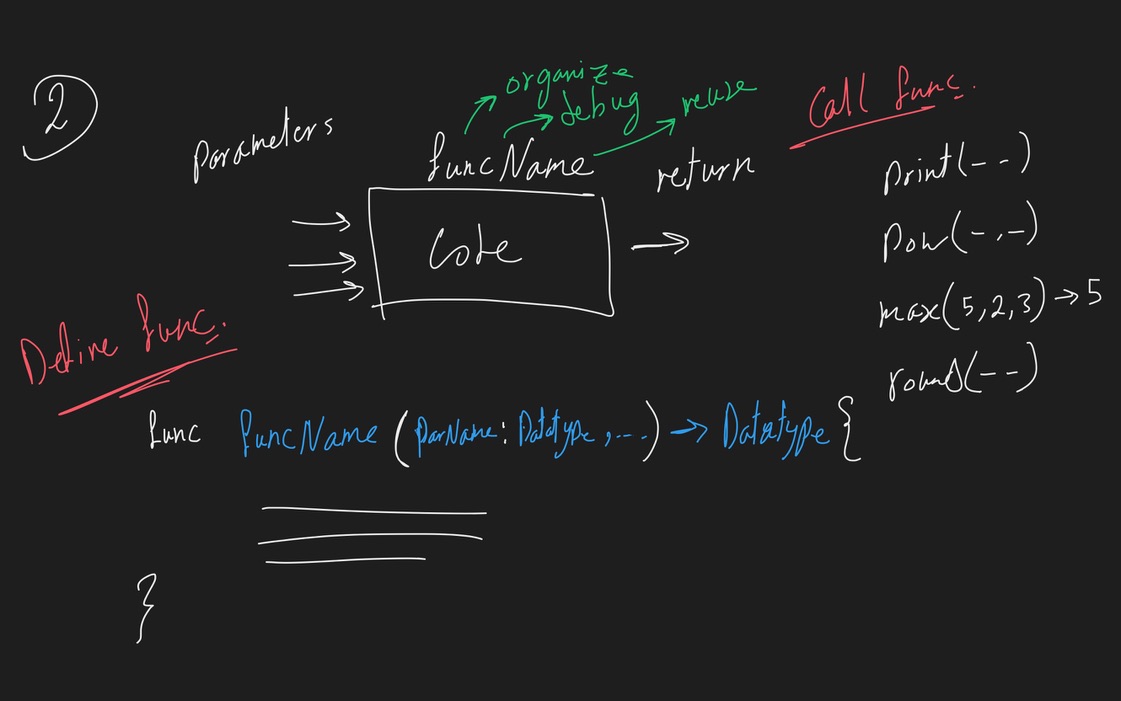 2
organize
debug
reuse
Call func.
Parameters
funcName
return
Code
print(--)
pow(-,-)
max(5,2,3)→5
round(--)
Define func.
func funcName (parName: Datatype, ...) → Datatype {
}